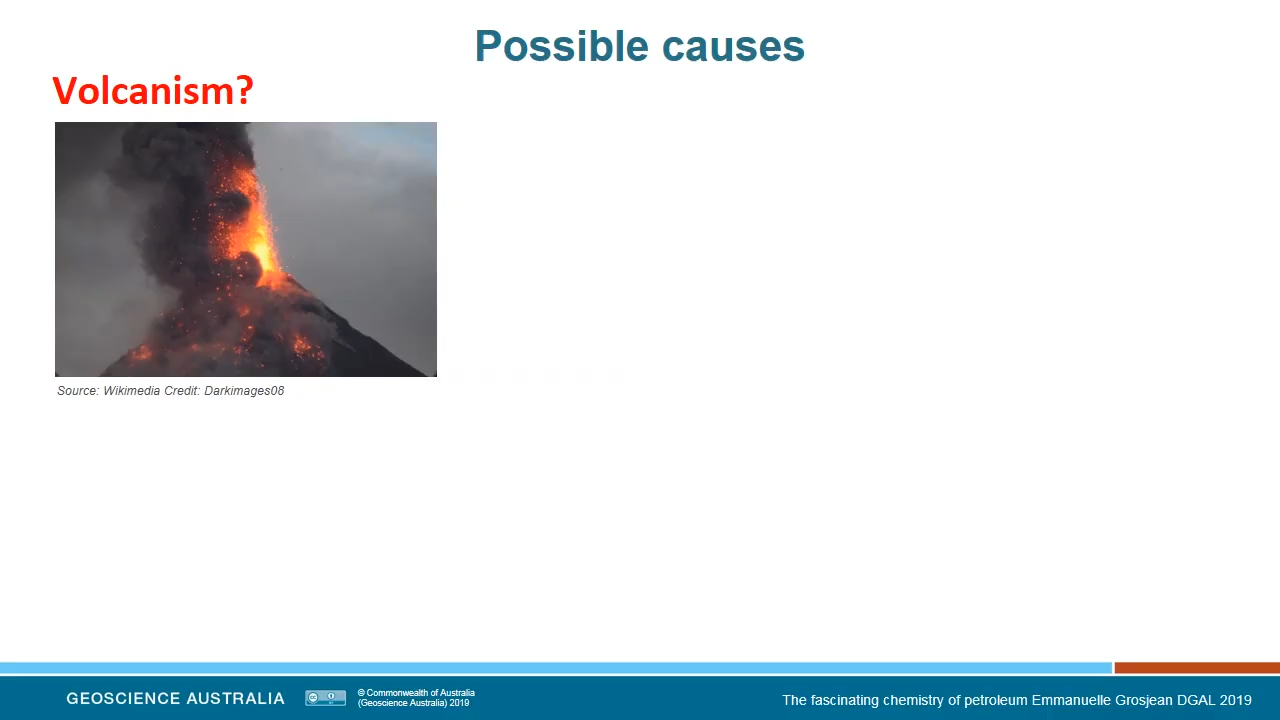 Possible causes
Volcanism?
Source: Wikimedia Credit: Darkimages08
GEOSCIENCE AUSTRALIA
© Commonwealth of Australia
(Geoscience Australia) 2019
The fascinating chemistry of petroleum Emmanuelle Grosjean DGAL 2019